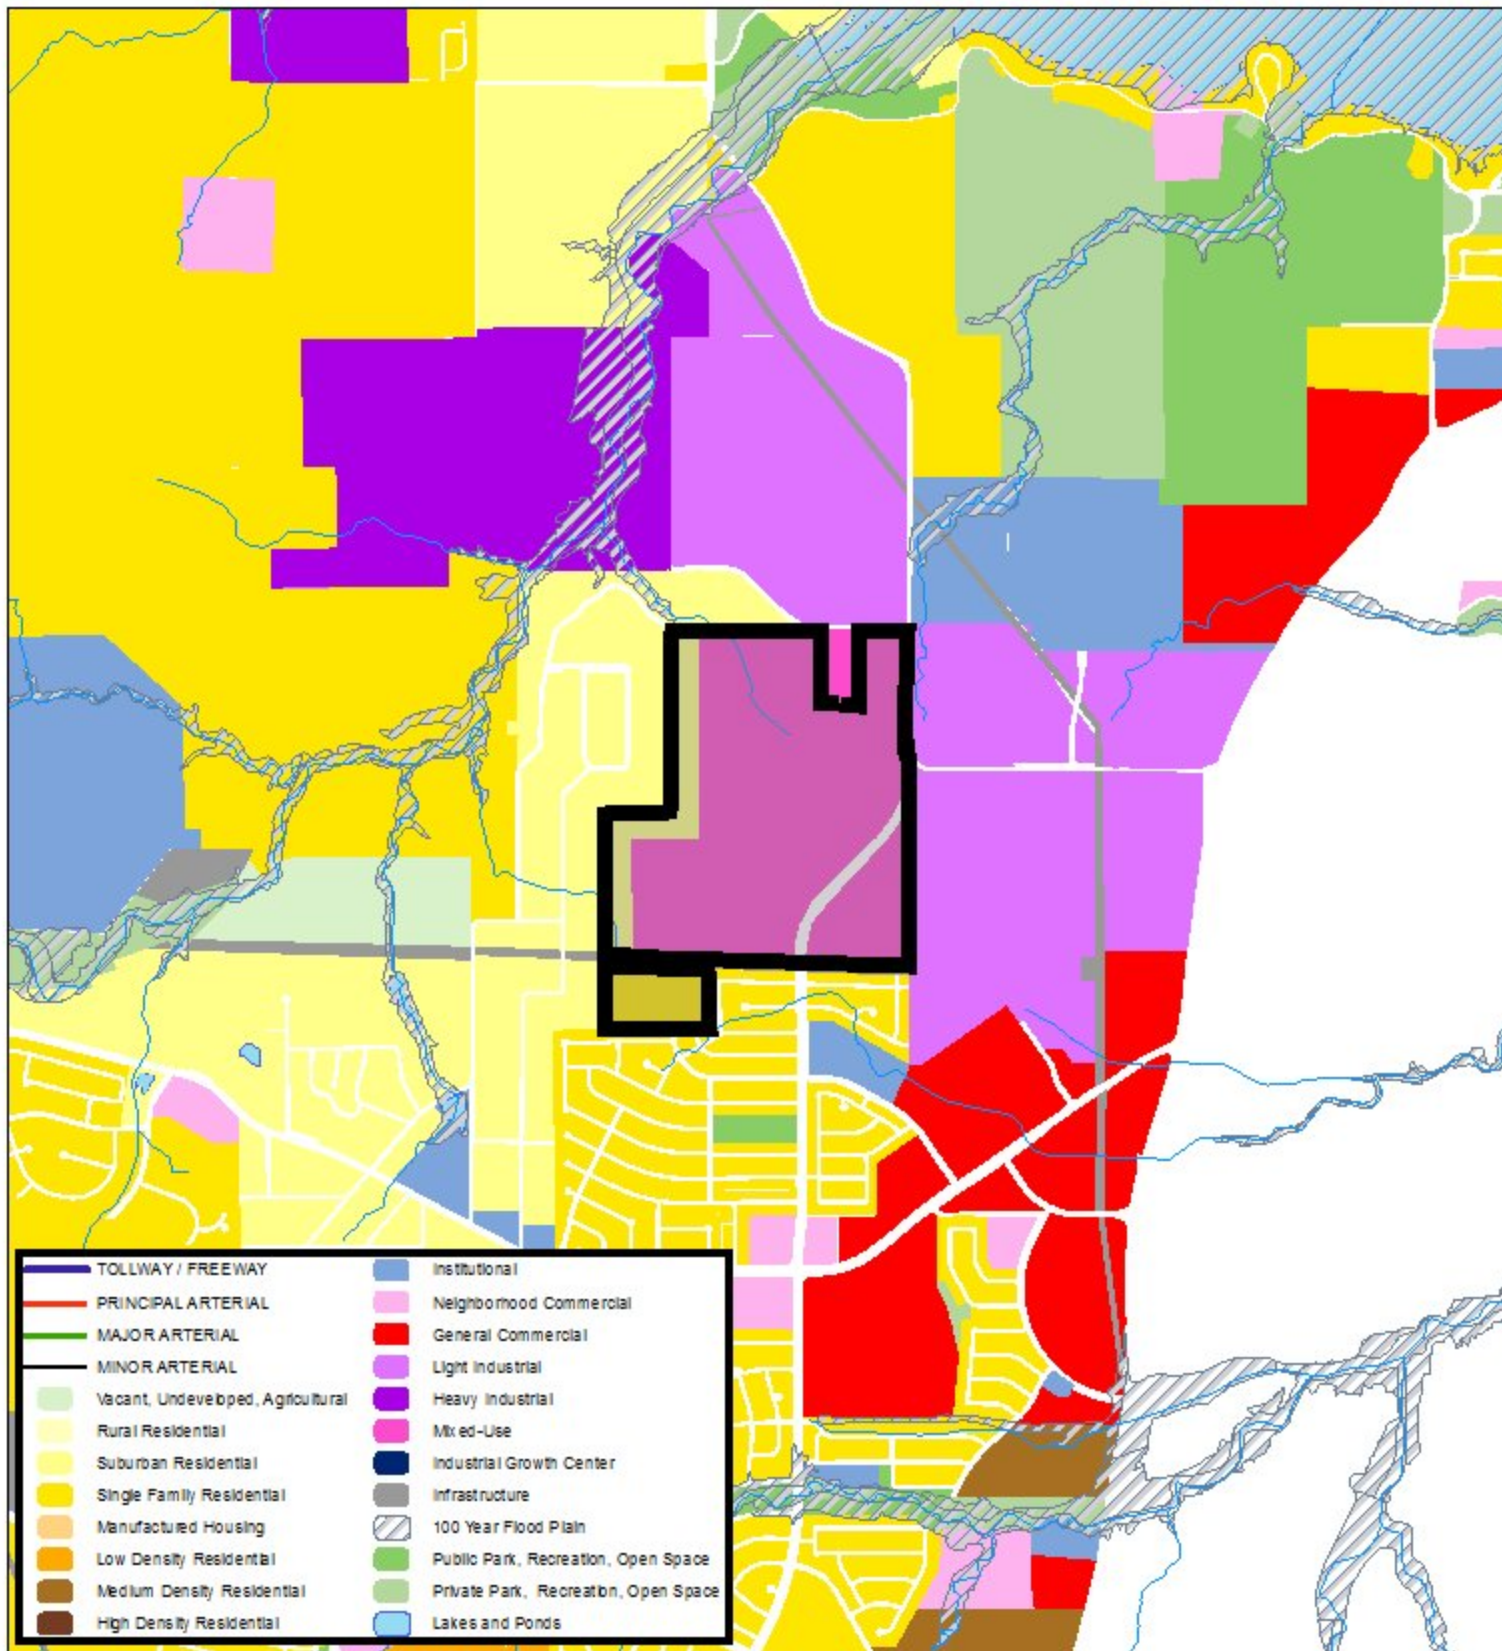 TOLLWAY / FREEWAY
PRINCIPAL ARTERIAL
MAJOR ARTERIAL
MINOR ARTERIAL
Vacant, Undeveloped, Agricultural
Rural Residential
Suburban Residential
Single Family Residential
Manufactured Housing
Low Density Residential
Medium Density Residential
High Density Residential
Institutional
Neighborhood Commercial
General Commercial
Light Industrial
Heavy Industrial
Mixed-Use
Industrial Growth Center
Infrastructure
100 Year Flood Plain
Public Park, Recreation, Open Space
Private Park, Recreation, Open Space
Lakes and Ponds